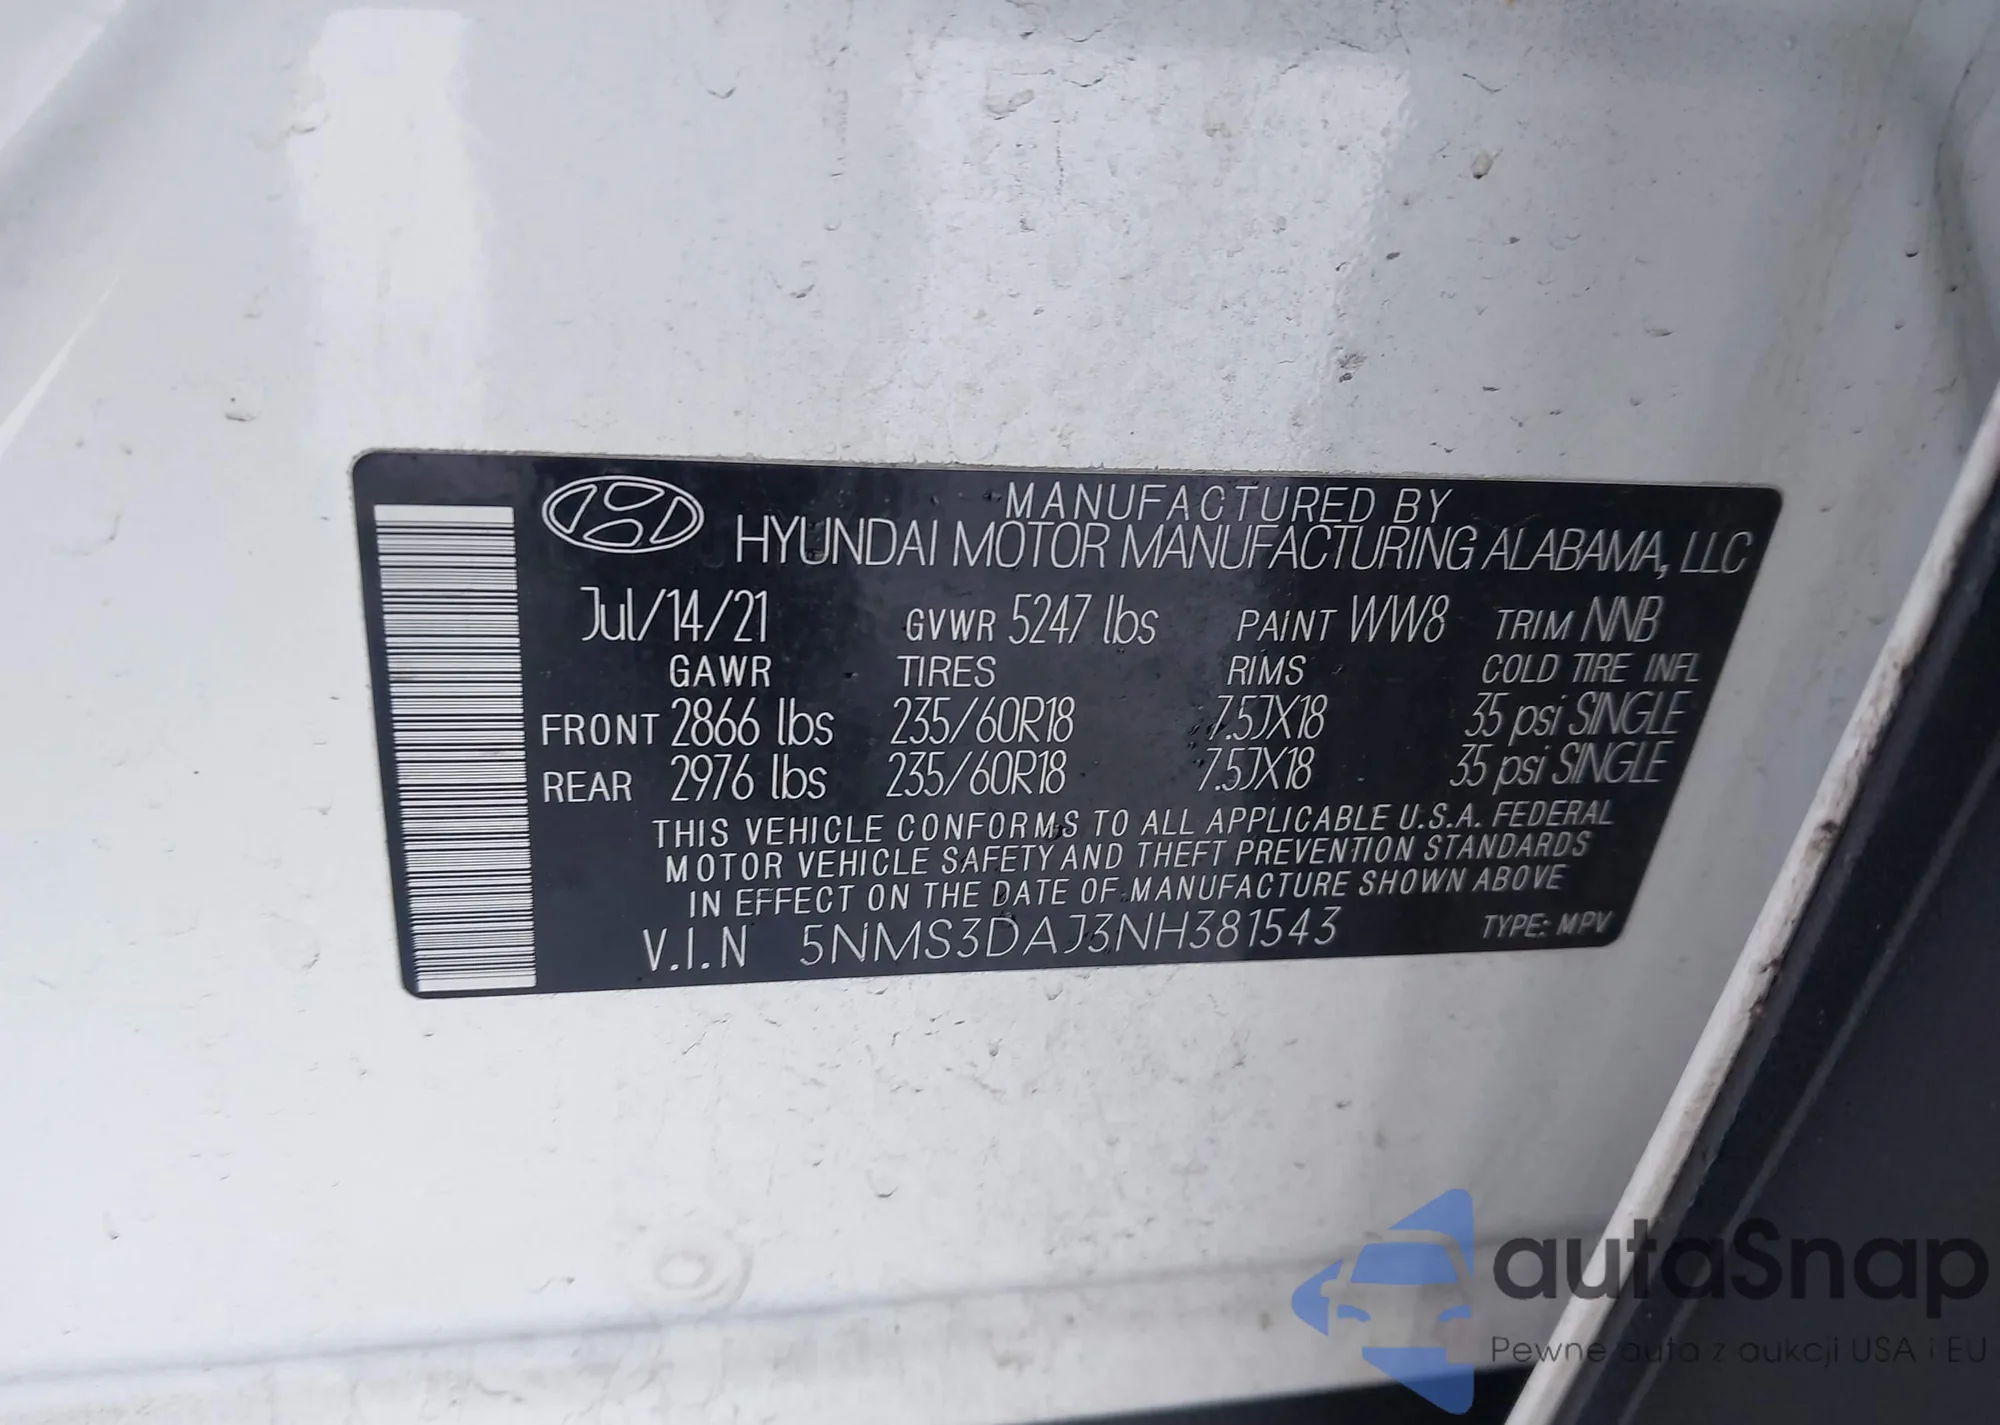 MANUFACTURED BY
HYUNDAI MOTOR MANUFACTURING ALABAMA, LLC
Jul/14/21 GVWR 5247 lbs PAINT WW8 TRIM NNB
GAWR TIRES RIMS COLD TIRE INFL
FRONT 2866 lbs 235/60R18 7.5JX18 35 psi SINGLE
REAR 2976 lbs 235/60R18 7.5JX18 35 psi SINGLE
THIS VEHICLE CONFORMS TO ALL APPLICABLE U.S.A. FEDERAL
MOTOR VEHICLE SAFETY AND THEFT PREVENTION STANDARDS
IN EFFECT ON THE DATE OF MANUFACTURE SHOWN ABOVE
V.I.N 5NMS3DAJ3NH381543 TYPE: MPV
autaSnap
Pewne auta z aukcji USA i EU